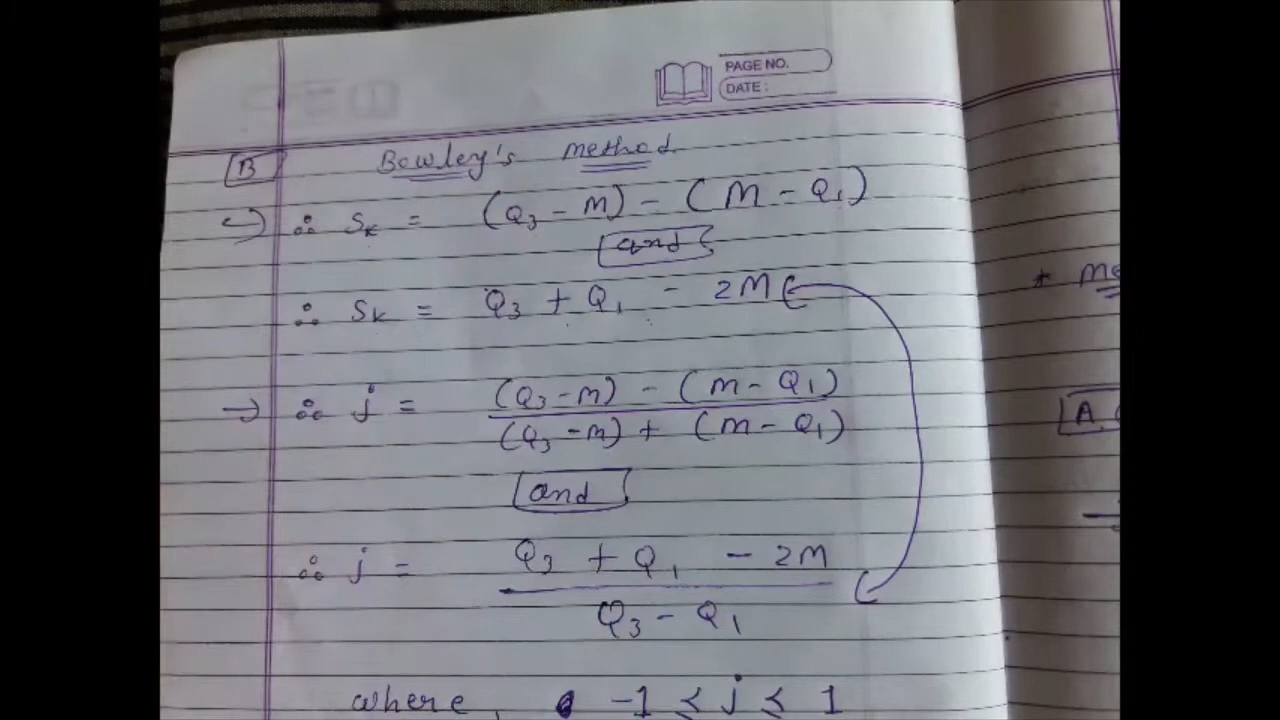 PAGE NO.
DATE :
B Bowley's method
∴ Sk = (Q3 – M) – (M – Q1)
and
∴ Sk = Q3 + Q1 – 2M
* Me
→ ∴ j = (Q3 – M) – (M – Q1)
(Q3 – M) + (M – Q1)
A
and
∴ j = Q3 + Q1 – 2M
Q3 – Q1
where, -1 ≤ j ≤ 1